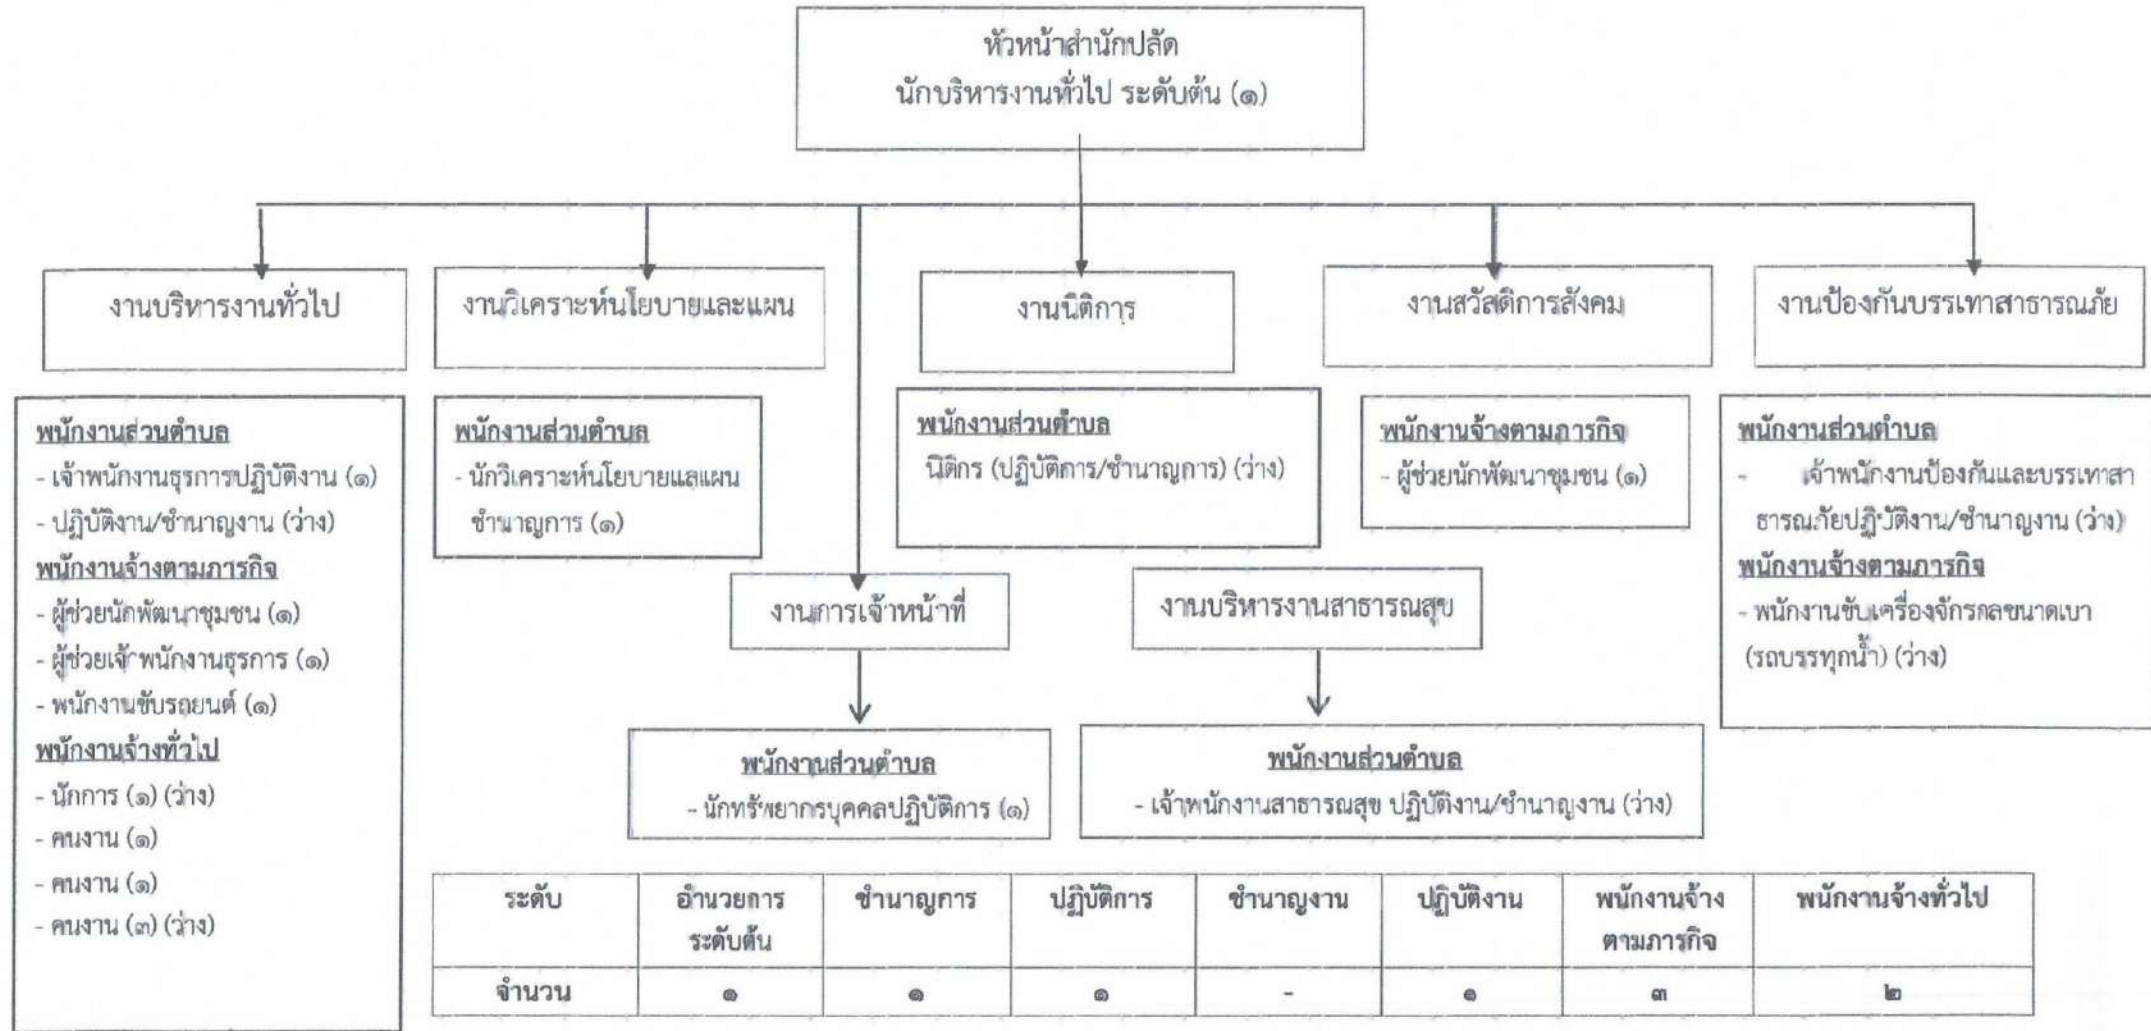 หัวหน้าสำนักปลัด
นักบริหารงานทั่วไป ระดับต้น (๑)
งานบริหารงานทั่วไป
งานวิเคราะห์นโยบายและแผน
งานนิติการ
งานสวัสดิการสังคม
งานป้องกันบรรเทาสาธารณภัย
พนักงานส่วนตำบล
- เจ้าพนักงานธุรการปฏิบัติงาน (๑)
- ปฏิบัติงาน/ชำนาญงาน (ว่าง)
พนักงานจ้างตามภารกิจ
- ผู้ช่วยนักพัฒนาชุมชน (๑)
- ผู้ช่วยเจ้าพนักงานธุรการ (๑)
- พนักงานขับรถยนต์ (๑)
พนักงานจ้างทั่วไป
- นักการ (๑) (ว่าง)
- คนงาน (๑)
- คนงาน (๑)
- คนงาน (๓) (ว่าง)
พนักงานส่วนตำบล
- นักวิเคราะห์นโยบายและแผน
ชำนาญการ (๑)
พนักงานส่วนตำบล
นิติกร (ปฏิบัติการ/ชำนาญการ) (ว่าง)
พนักงานจ้างตามภารกิจ
- ผู้ช่วยนักพัฒนาชุมชน (๑)
พนักงานส่วนตำบล
- เจ้าพนักงานป้องกันและบรรเทาสา
ธารณภัยปฏิบัติงาน/ชำนาญงาน (ว่าง)
พนักงานจ้างตามภารกิจ
- พนักงานขับเครื่องจักรกลขนาดเบา
(รถบรรทุกน้ำ) (ว่าง)
งานการเจ้าหน้าที่
งานบริหารงานสาธารณสุข
พนักงานส่วนตำบล
- นักทรัพยากรบุคคลปฏิบัติการ (๑)
พนักงานส่วนตำบล
- เจ้าพนักงานสาธารณสุข ปฏิบัติงาน/ชำนาญงาน (ว่าง)
ระดับ อำนวยการ ชำนาญการ ปฏิบัติการ ชำนาญงาน ปฏิบัติงาน พนักงานจ้าง พนักงานจ้างทั่วไป
ระดับต้น ตามภารกิจ
จำนวน ๑ ๑ ๑ - ๑ ๓ ๒